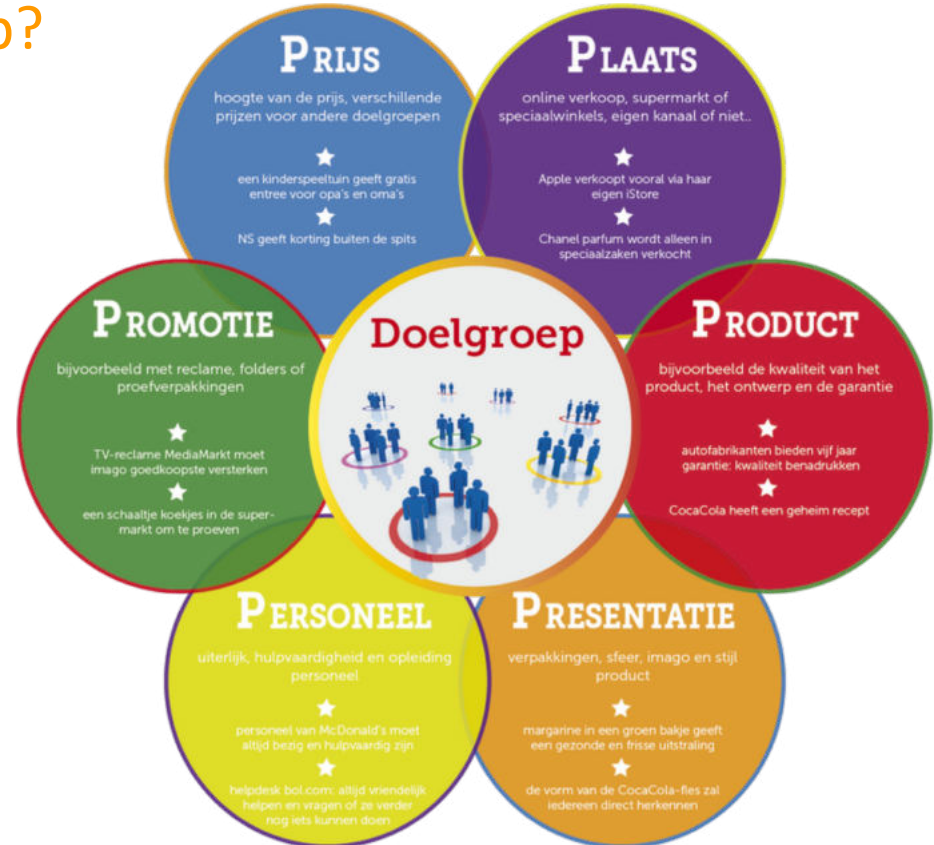 o?
PRIJS
hoogte van de prijs, verschillende
prijzen voor andere doelgroepen
een kinderspeeltuin geeft gratis
entree voor opa's en oma's
NS geeft korting buiten de spits
PLAATS
online verkoop, supermarkt of
speciaalwinkels, eigen kanaal of niet..
Apple verkoopt vooral via haar
eigen iStore
Chanel parfum wordt alleen in
speciaalzaken verkocht
PROMOTIE
bijvoorbeeld met reclame, folders of
proefverpakkingen
TV-reclame MediaMarkt moet
imago goedkoopste versterken
een schaaltje koekjes in de super-
markt om te proeven
Doelgroep
PRODUCT
bijvoorbeeld de kwaliteit van het
product, het ontwerp en de garantie
autofabrikanten bieden vijf jaar
garantie: kwaliteit benadrukken
CocaCola heeft een geheim recept
PERSONEEL
uiterlijk, hulpvaardigheid en opleiding
personeel
personeel van McDonald's moet
altijd bezig en hulpvaardig zijn
helpdesk bol.com: altijd vriendelijk
helpen en vragen of ze verder
nog iets kunnen doen
PRESENTATIE
verpakkingen, sfeer, imago en stijl
product
margarine in een groen bakje geeft
een gezonde en frisse uitstraling
de vorm van de CocaCola-fles zal
iedereen direct herkennen